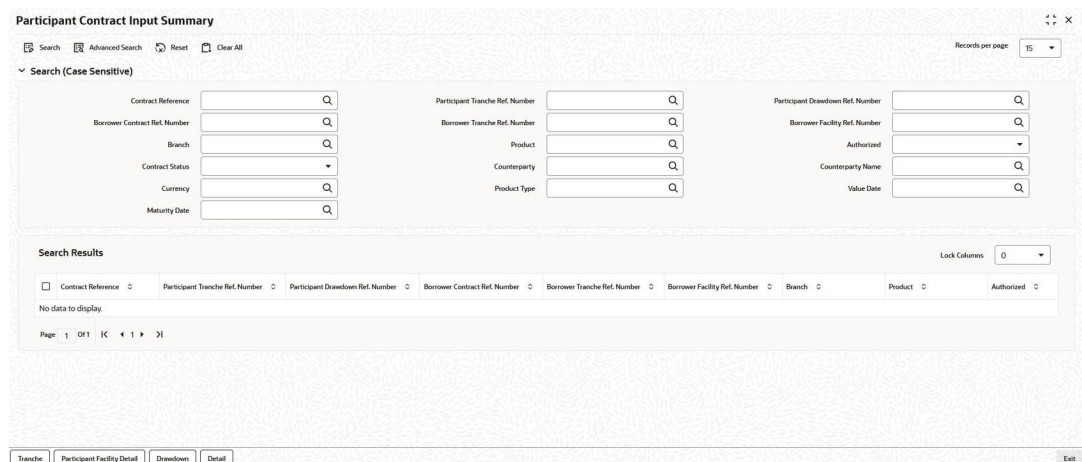 Participant Contract Input Summary
Search Advanced Search Reset Clear All Records per page 15
Search (Case Sensitive)
Contract Reference Participant Tranche Ref. Number Participant Drawdown Ref. Number
Borrower Contract Ref. Number Borrower Tranche Ref. Number Borrower Facility Ref. Number
Branch Product Authorized
Contract Status Counterparty Counterparty Name
Currency Product Type Value Date
Maturity Date
Search Results Lock Columns 0
Contract Reference Participant Tranche Ref. Number Participant Drawdown Ref. Number Borrower Contract Ref. Number Borrower Tranche Ref. Number Borrower Facility Ref. Number Branch Product Authorized
No data to display.
Page 1 Of 1 1
Tranche Participant Facility Detail Drawdown Detail Exit